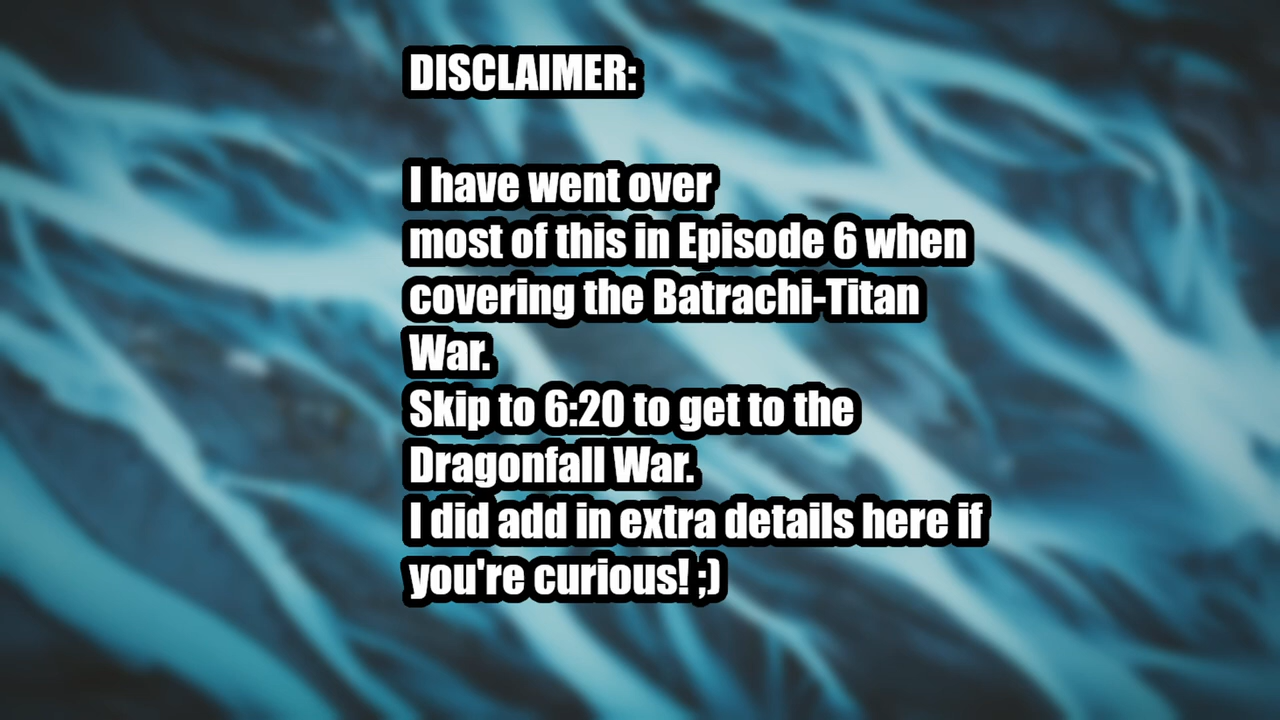 DISCLAIMER:
I have went over
most of this in Episode 6 when
covering the Batrachi-Titan
War.
Skip to 6:20 to get to the
Dragonfall War.
I did add in extra details here if
you're curious! ;)